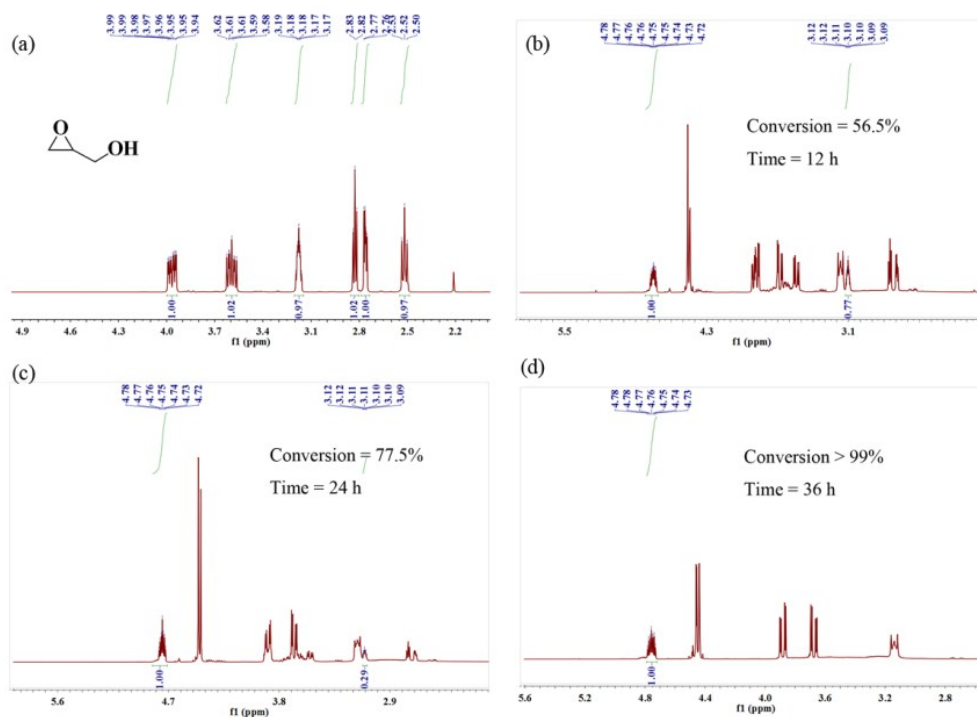 (a)
3.99 3.99 3.98 3.97 3.96 3.95 3.95 3.94 3.62 3.61 3.61 3.59 3.58 3.19 3.18 3.18 3.17 3.17 2.83 2.82 2.77 2.76 2.53 2.52 2.50
O
OH
1.00 1.02 0.97 1.02 1.00 0.97
4.9 4.6 4.3 4.0 3.7 3.4 3.1 2.8 2.5 2.2
f1 (ppm)
(b)
4.78 4.77 4.76 4.76 4.75 4.75 4.74 4.73 4.72 3.12 3.12 3.11 3.10 3.10 3.09 3.09
Conversion = 56.5%
Time = 12 h
1.00 0.77
5.5 4.3 3.1
f1 (ppm)
(c)
4.78 4.77 4.76 4.75 4.74 4.73 4.72 3.12 3.12 3.11 3.11 3.10 3.10 3.09
Conversion = 77.5%
Time = 24 h
1.00 0.29
5.6 4.7 3.8 2.9
f1 (ppm)
(d)
4.78 4.78 4.77 4.76 4.75 4.74 4.73
Conversion > 99%
Time = 36 h
1.00
5.6 5.2 4.8 4.4 4.0 3.6 3.2 2.8
f1 (ppm)